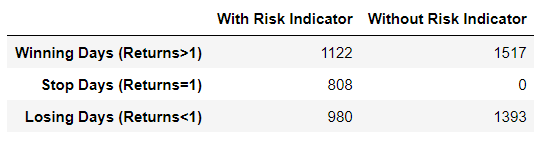 With Risk Indicator Without Risk Indicator
Winning Days (Returns>1) 1122 1517
Stop Days (Returns=1) 808 0
Losing Days (Returns<1) 980 1393